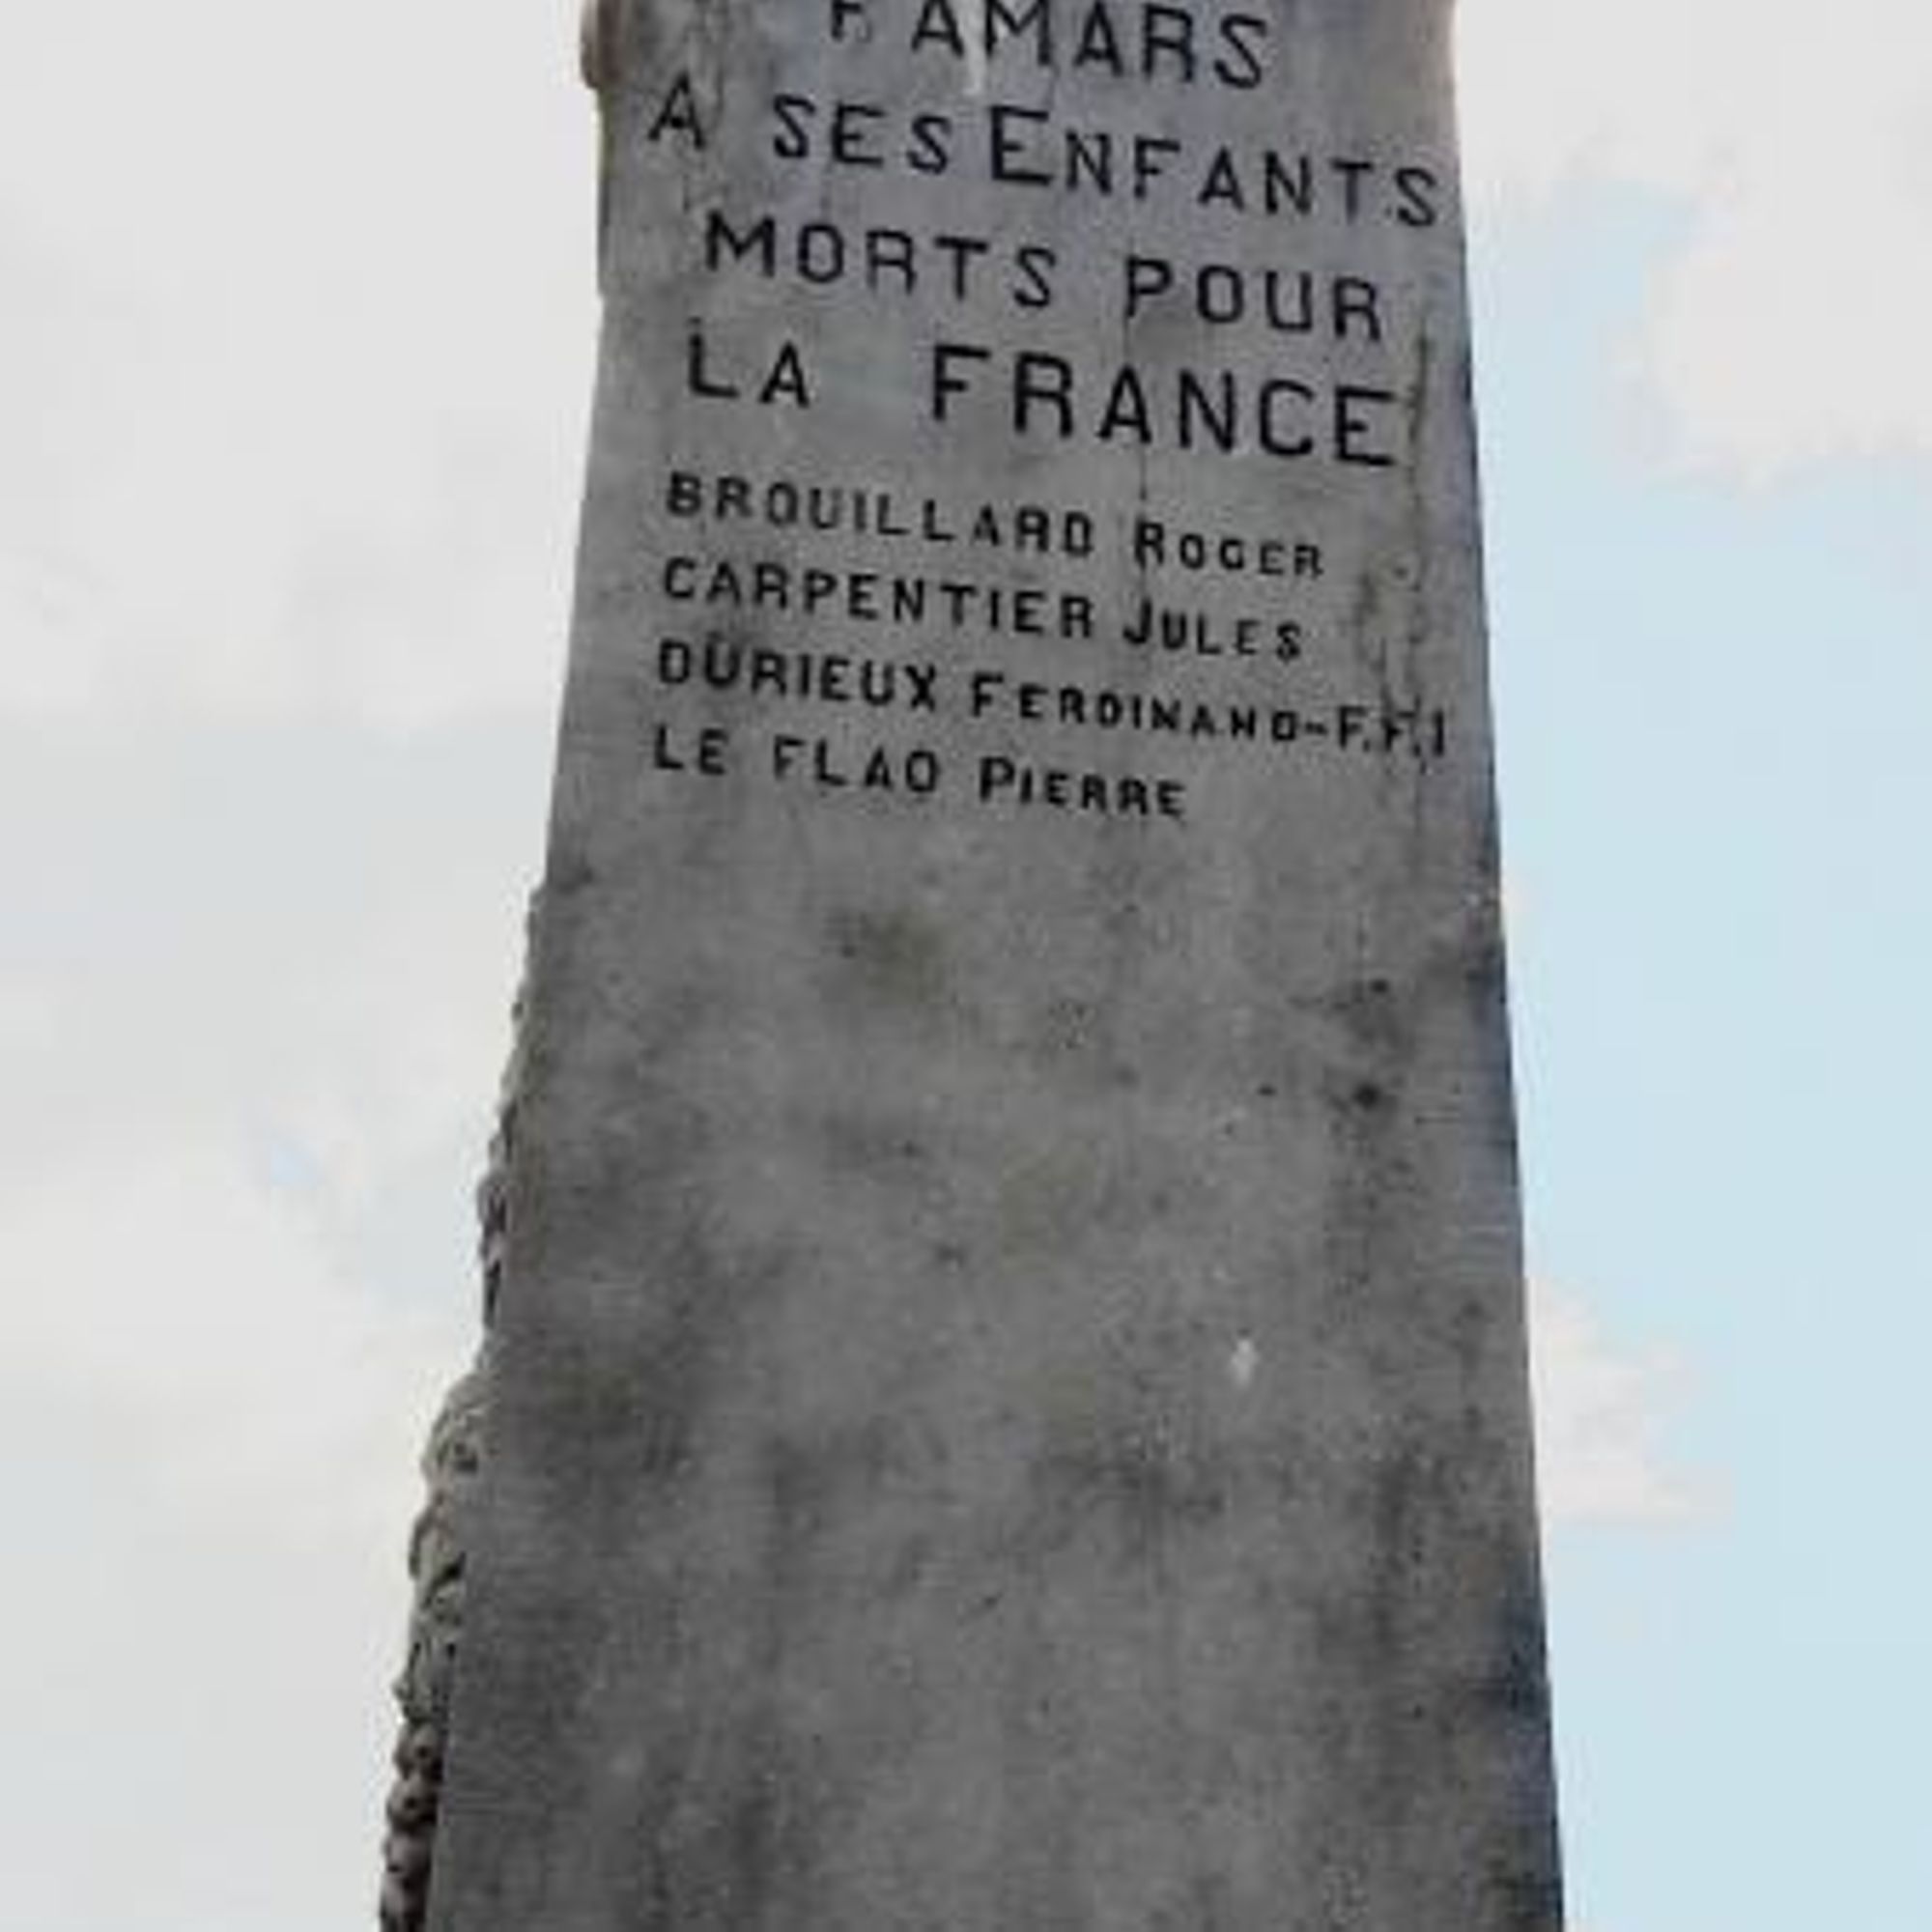 FAMARS
A SES ENFANTS
MORTS POUR
LA FRANCE
BROUILLARD ROGER
CARPENTIER JULES
DURIEUX FERDINAND-F.F.I
LE FLAO PIERRE